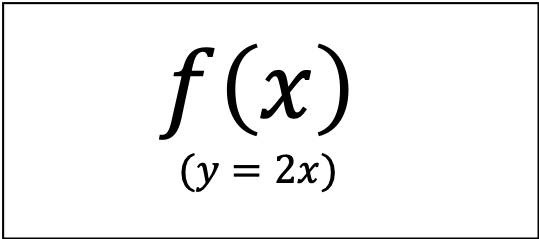 f(x)
(y = 2x)